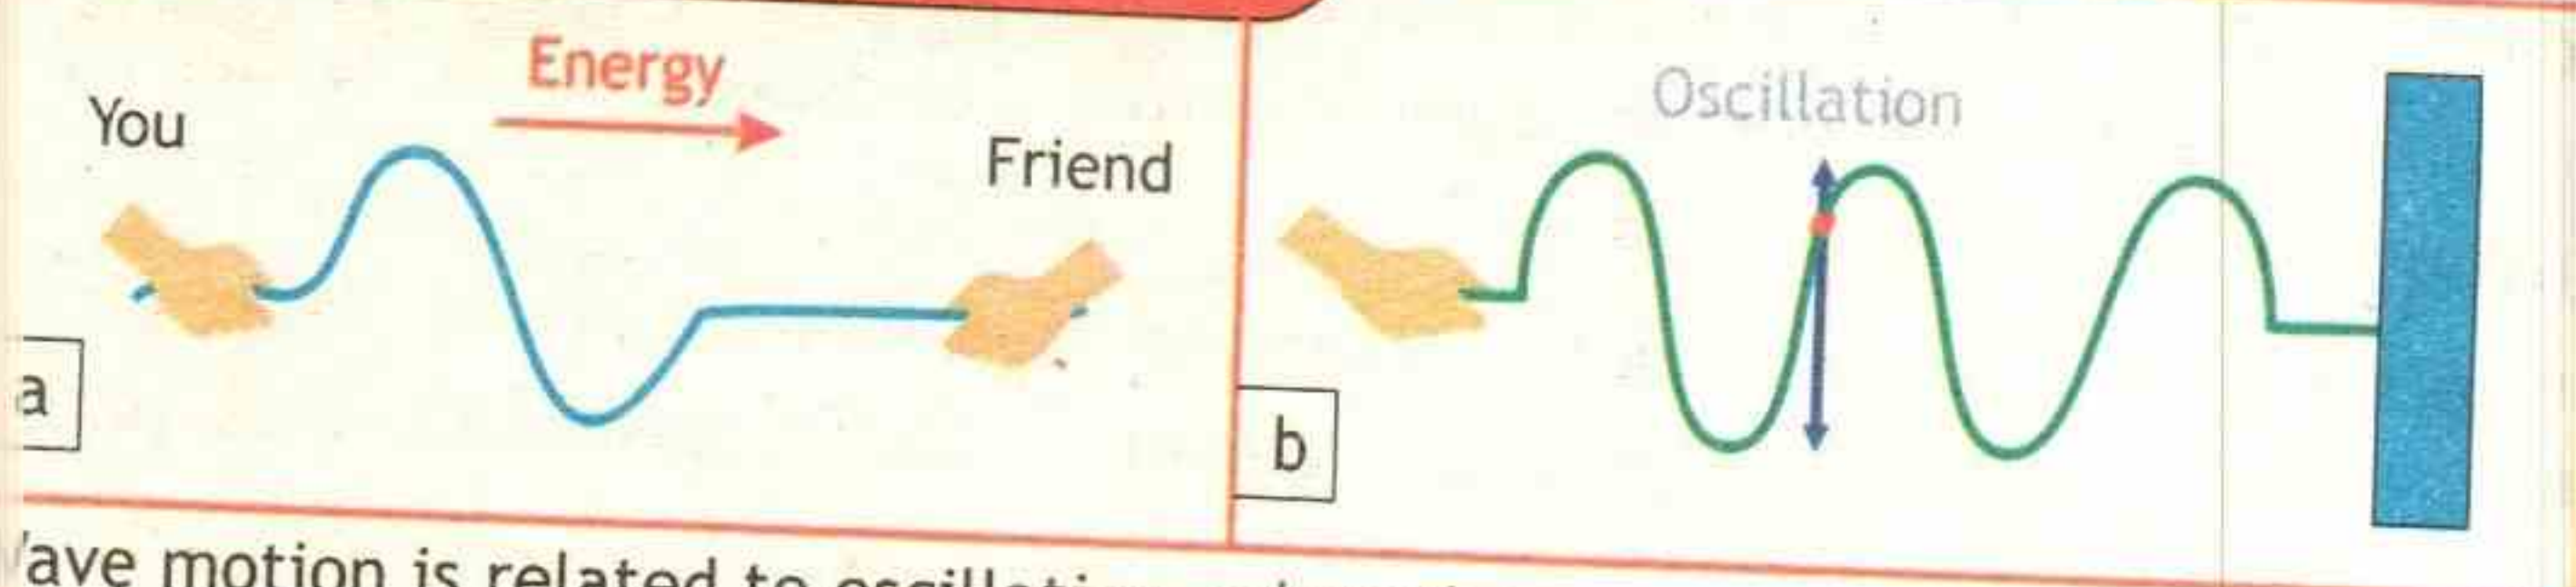 Energy
You
Friend
Oscillation
a
b
ave motion is related to